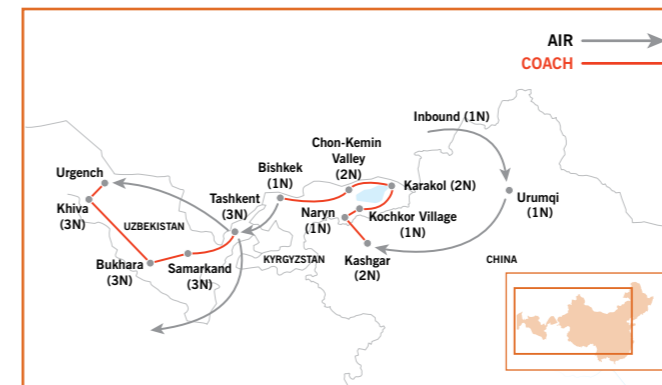 AIR
COACH
Inbound (1N)
Chon-Kemin
Valley
(2N)
Bishkek
(1N)
Karakol (2N)
Urgench
Tashkent
(3N)
Urumqi
(1N)
Khiva
(3N)
Naryn
(1N)
Kochkor Village
(1N)
UZBEKISTAN
Bukhara
(3N)
Samarkand
(3N)
KYRGYZSTAN
Kashgar
(2N)
CHINA